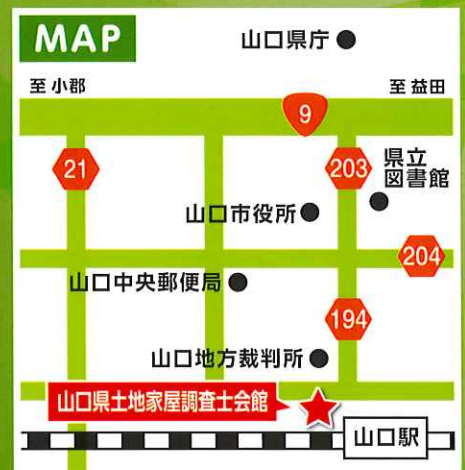 MAP
山口県庁
至 小郡
至 益田
9
21
203
県立
図書館
山口市役所
204
山口中央郵便局
194
山口地方裁判所
山口県土地家屋調査士会館
山口駅